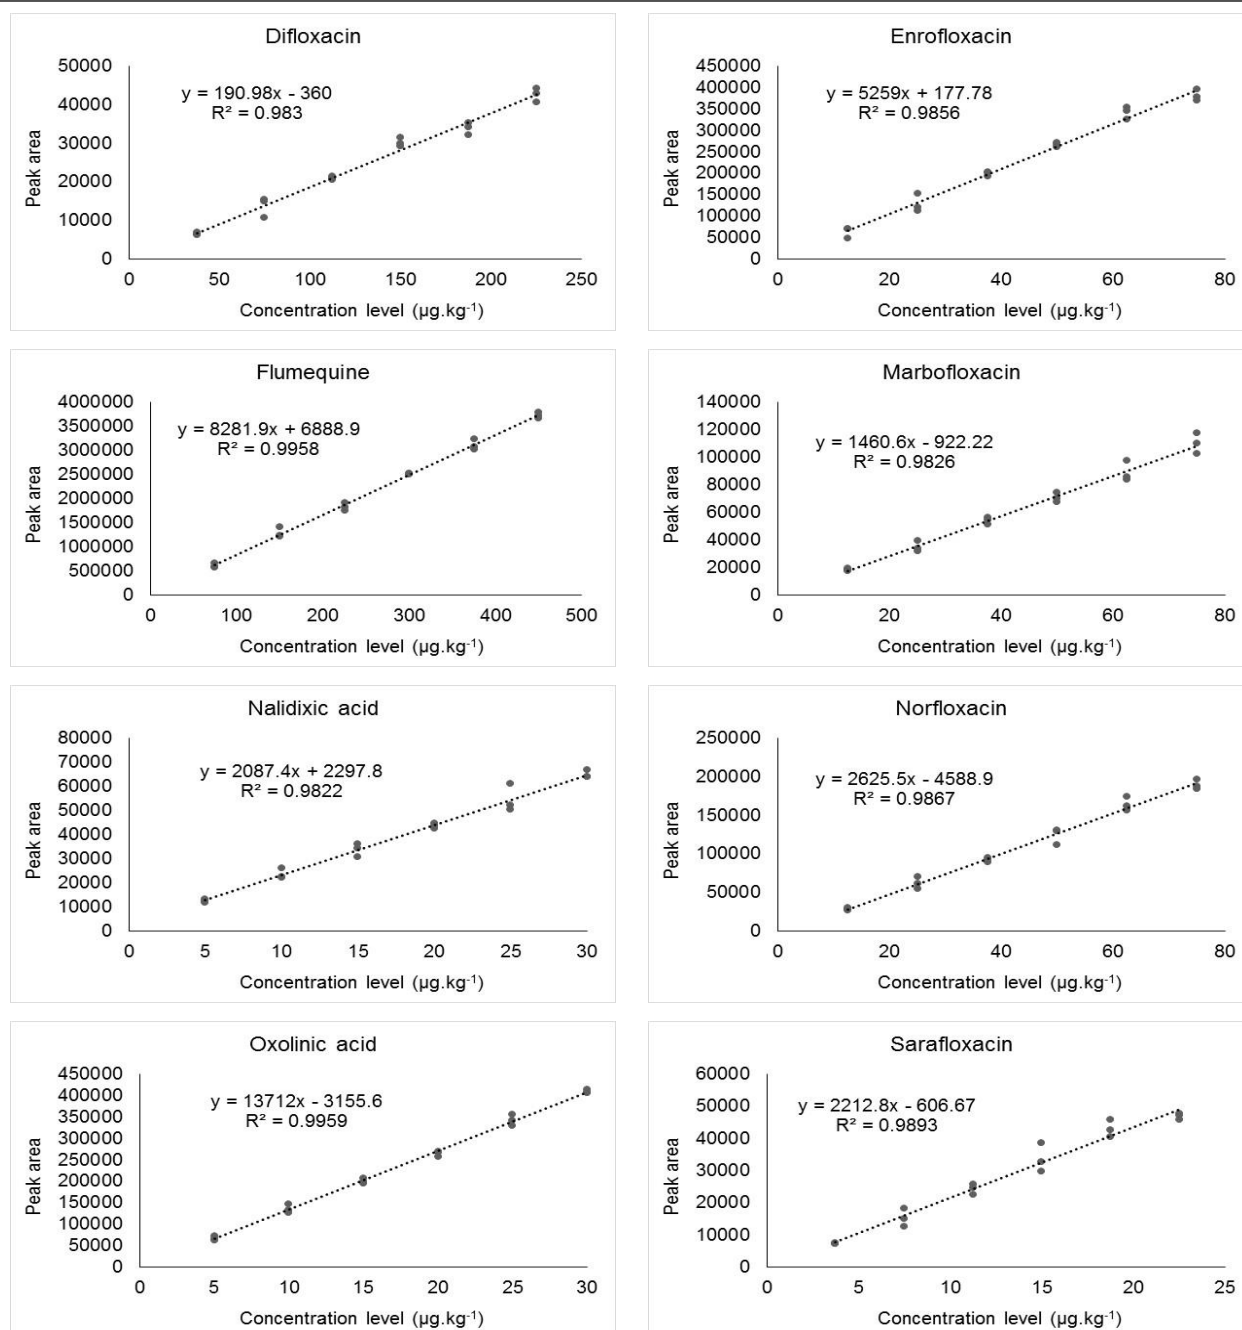 Difloxacin
50000
40000
30000
20000
10000
0
y = 190.98x - 360
R² = 0.983
Peak area
0 50 100 150 200 250
Concentration level (µg.kg⁻¹)
Enrofloxacin
450000
400000
350000
300000
250000
200000
150000
100000
50000
0
y = 5259x + 177.78
R² = 0.9856
Peak area
0 20 40 60 80
Concentration level (µg.kg⁻¹)
Flumequine
4000000
3500000
3000000
2500000
2000000
1500000
1000000
500000
0
y = 8281.9x + 6888.9
R² = 0.9958
Peak area
0 100 200 300 400 500
Concentration level (µg.kg⁻¹)
Marbofloxacin
140000
120000
100000
80000
60000
40000
20000
0
y = 1460.6x - 922.22
R² = 0.9826
Peak area
0 20 40 60 80
Concentration level (µg.kg⁻¹)
Nalidixic acid
80000
70000
60000
50000
40000
30000
20000
10000
0
y = 2087.4x + 2297.8
R² = 0.9822
Peak area
0 5 10 15 20 25 30
Concentration level (µg.kg⁻¹)
Norfloxacin
250000
200000
150000
100000
50000
0
y = 2625.5x - 4588.9
R² = 0.9867
Peak area
0 20 40 60 80
Concentration level (µg.kg⁻¹)
Oxolinic acid
450000
400000
350000
300000
250000
200000
150000
100000
50000
0
y = 13712x - 3155.6
R² = 0.9959
Peak area
0 5 10 15 20 25 30
Concentration level (µg.kg⁻¹)
Sarafloxacin
60000
50000
40000
30000
20000
10000
0
y = 2212.8x - 606.67
R² = 0.9893
Peak area
0 5 10 15 20 25
Concentration level (µg.kg⁻¹)